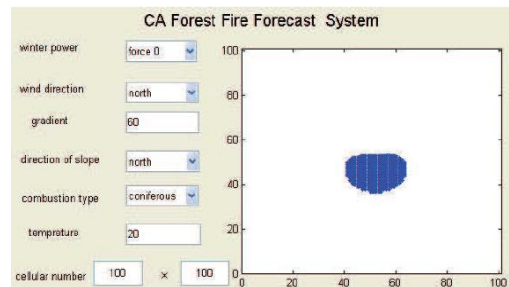 CA Forest Fire Forecast System
winter power force 0
wind direction north
gradient 60
direction of slope north
combustion type coniferous
temprature 20
cellular number 100 × 100
100
80
60
40
20
0
0 20 40 60 80 100